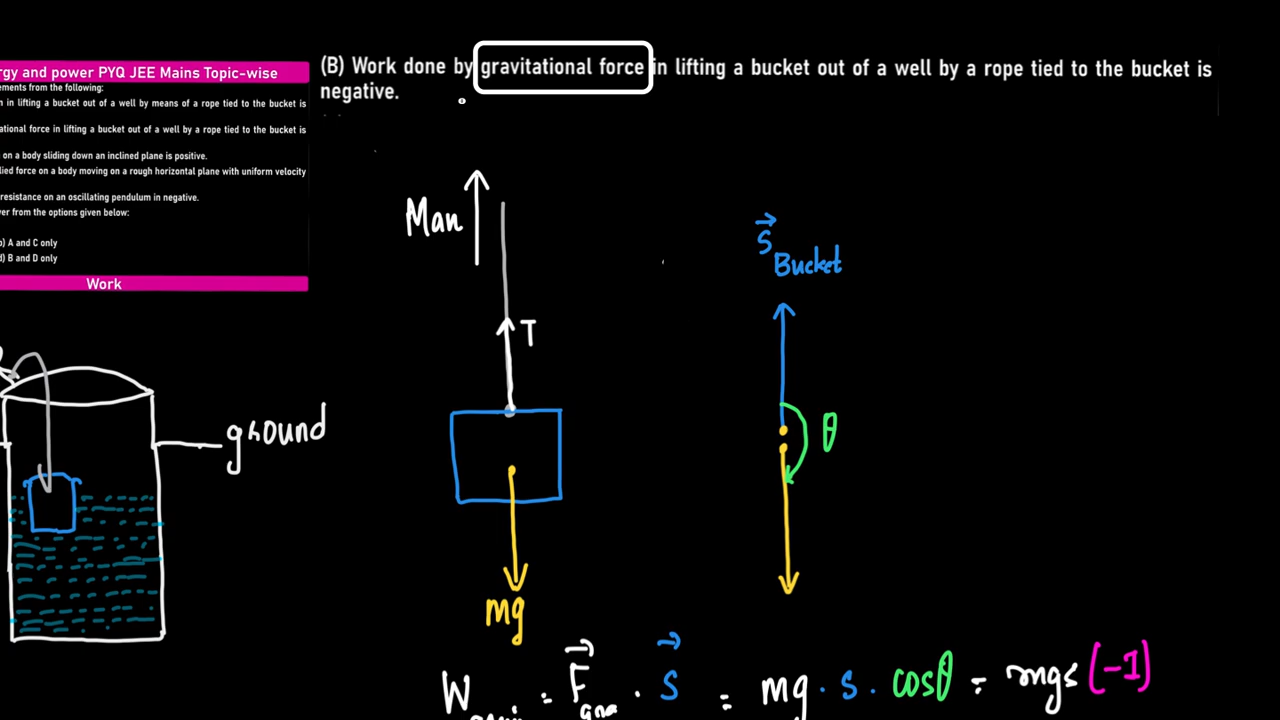 (B) Work done by gravitational force in lifting a bucket out of a well by a rope tied to the bucket is
negative.
rgy and power PYQ JEE Mains Topic-wise
ements from the following:
n in lifting a bucket out of a well by means of a rope tied to the bucket is
ational force in lifting a bucket out of a well by a rope tied to the bucket is
on a body sliding down an inclined plane is positive.
lied force on a body moving on a rough horizontal plane with uniform velocity
resistance on an oscillating pendulum in negative.
er from the options given below:
) A and C only
) B and D only
Work
ground
Man
T
mg
S Bucket
θ
W = F . s = mg . s . cosθ = mgs (-1)